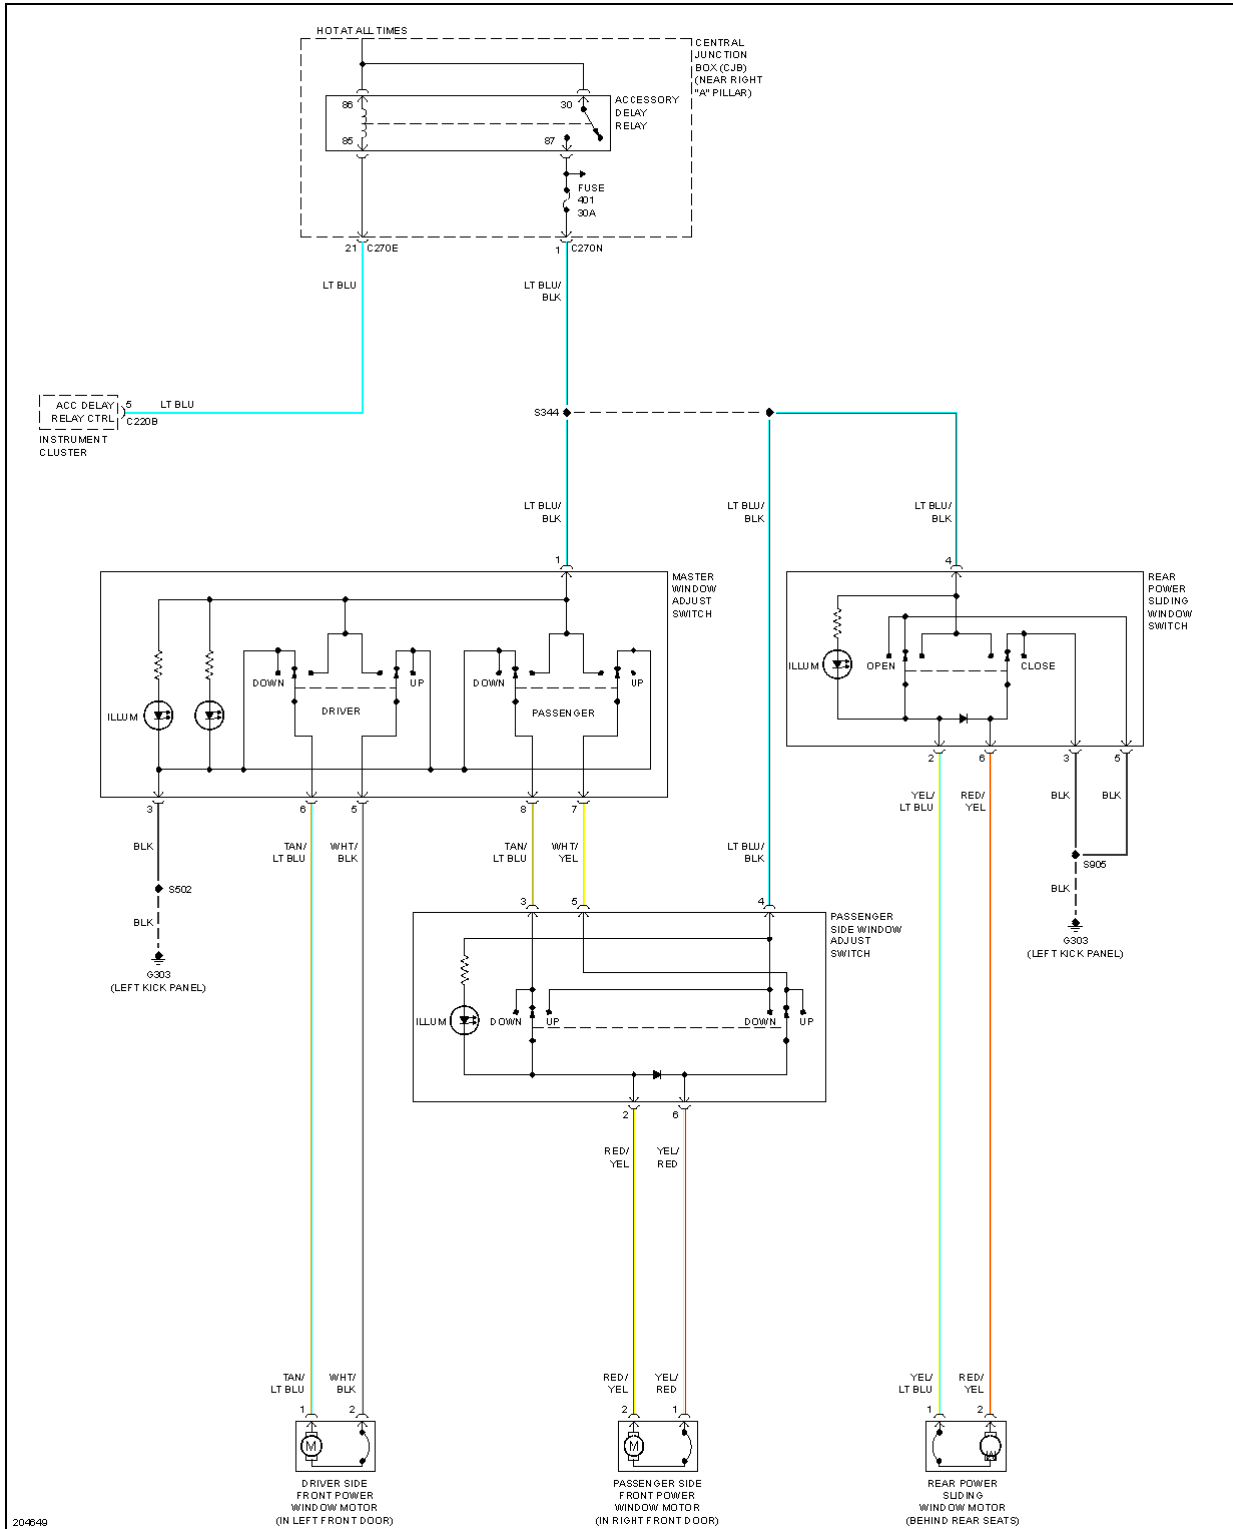 HOT AT ALL TIMES
CENTRAL
JUNCTION
BOX (CJB)
(NEAR RIGHT
"A" PILLAR)
86
30
ACCESSORY
DELAY
RELAY
85
87
FUSE
401
30A
21
C270E
1
C270N
LT BLU
LT BLU/
BLK
ACC DELAY
RELAY CTRL
5
LT BLU
C220B
INSTRUMENT
CLUSTER
S344
LT BLU/
BLK
LT BLU/
BLK
LT BLU/
BLK
1
4
MASTER
WINDOW
ADJUST
SWITCH
REAR
POWER
SLIDING
WINDOW
SWITCH
ILLUM
DOWN
UP
DRIVER
DOWN
UP
PASSENGER
ILLUM
OPEN
CLOSE
2
6
3
5
3
6
5
8
7
YEL/
LT BLU
RED/
YEL
BLK
BLK
BLK
TAN/
LT BLU
WHT/
BLK
TAN/
LT BLU
WHT/
YEL
LT BLU/
BLK
S905
BLK
G303
(LEFT KICK PANEL)
S502
BLK
G303
(LEFT KICK PANEL)
3
5
4
PASSENGER
SIDE WINDOW
ADJUST
SWITCH
ILLUM
DOWN
UP
DOWN
UP
2
6
RED/
YEL
YEL/
RED
TAN/
LT BLU
WHT/
BLK
RED/
YEL
YEL/
RED
YEL/
LT BLU
RED/
YEL
1
2
2
1
1
2
M
M
M
DRIVER SIDE
FRONT POWER
WINDOW MOTOR
(IN LEFT FRONT DOOR)
PASSENGER SIDE
FRONT POWER
WINDOW MOTOR
(IN RIGHT FRONT DOOR)
REAR POWER
SLIDING
WINDOW MOTOR
(BEHIND REAR SEATS)
204649